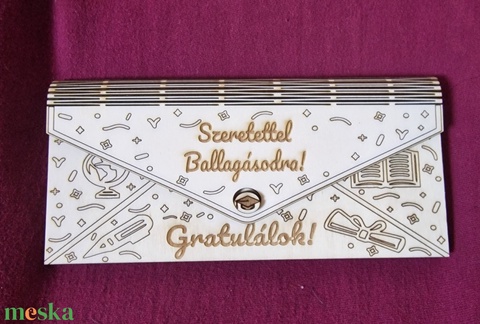 Szeretettel
Ballagásodra!
Gratulálok!
meska